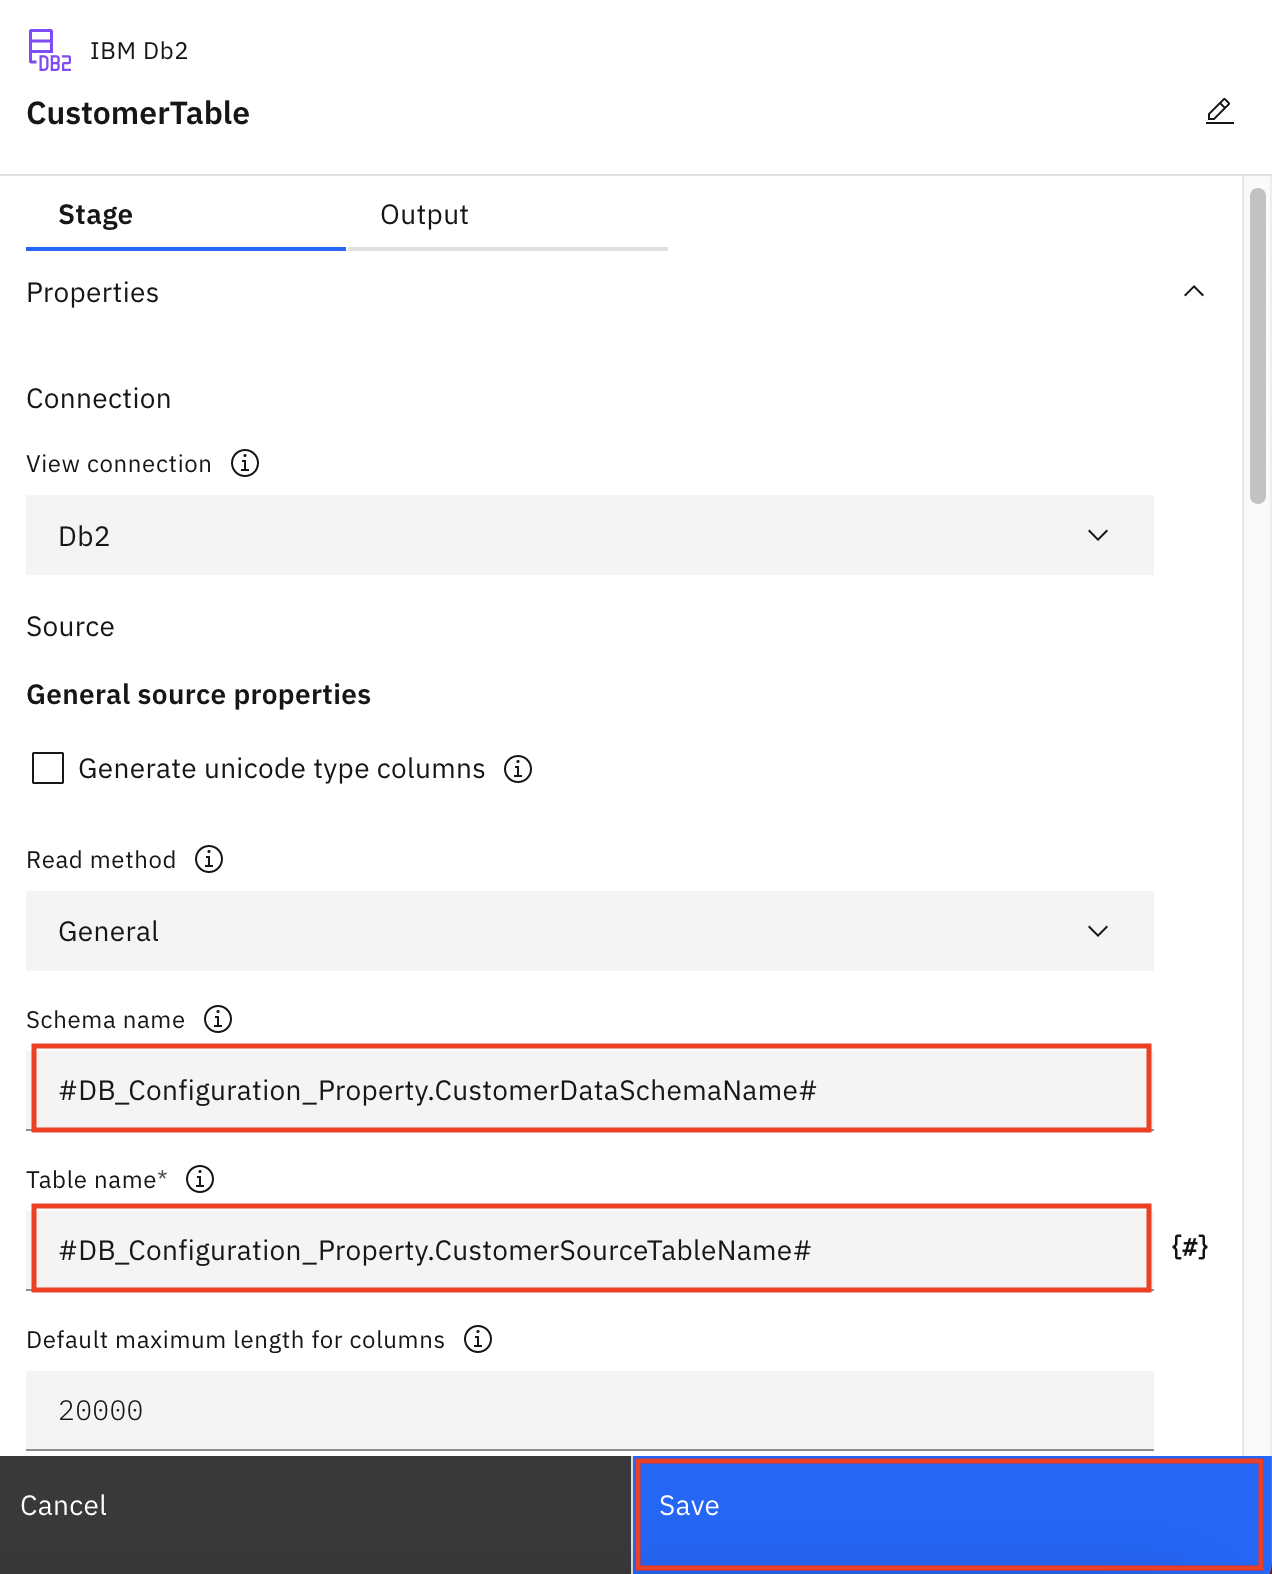 DB2
IBM Db2
CustomerTable
Stage
Output
Properties
Connection
View connection
Db2
Source
General source properties
Generate unicode type columns
Read method
General
Schema name
#DB_Configuration_Property.CustomerDataSchemaName#
Table name*
#DB_Configuration_Property.CustomerSourceTableName#
{#}
Default maximum length for columns
20000
Cancel
Save